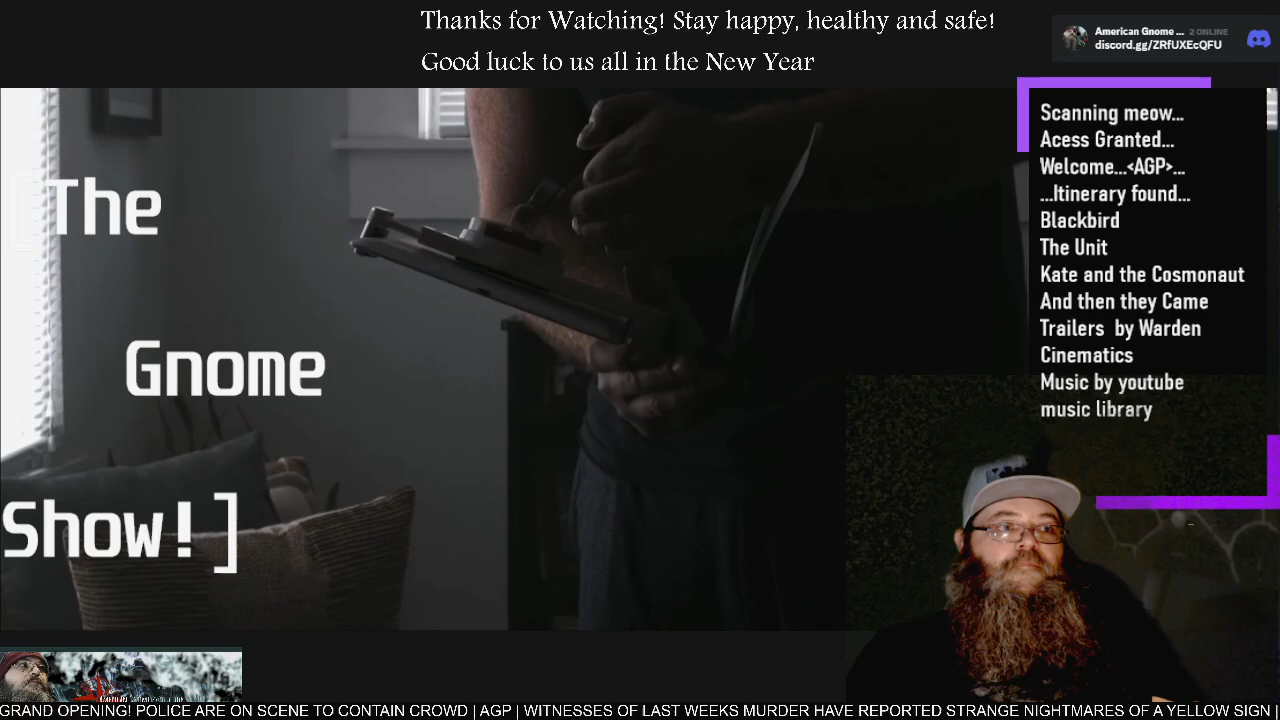 Thanks for Watching! Stay happy, healthy and safe!
Good luck to us all in the New Year
American Gnome ... 2 ONLINE
discord.gg/ZRfUXEcQFU
[The
Gnome
Show!]
Scanning meow...
Acess Granted...
Welcome...<AGP>...
...Itinerary found...
Blackbird
The Unit
Kate and the Cosmonaut
And then they Came
Trailers by Warden
Cinematics
Music by youtube
music library
GRAND OPENING! POLICE ARE ON SCENE TO CONTAIN CROWD | AGP | WITNESSES OF LAST WEEKS MURDER HAVE REPORTED STRANGE NIGHTMARES OF A YELLOW SIGN |